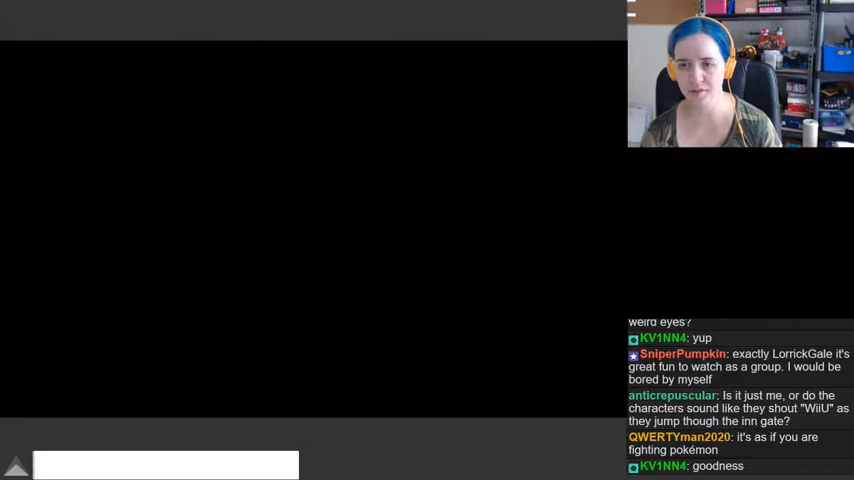 weird eyes?
KV1NN4: yup
SniperPumpkin: exactly LorrickGale it's
great fun to watch as a group. I would be
bored by myself
anticrepuscular: Is it just me, or do the
characters sound like they shout "WiiU" as
they jump though the inn gate?
QWERTYman2020: it's as if you are
fighting pokémon
KV1NN4: goodness